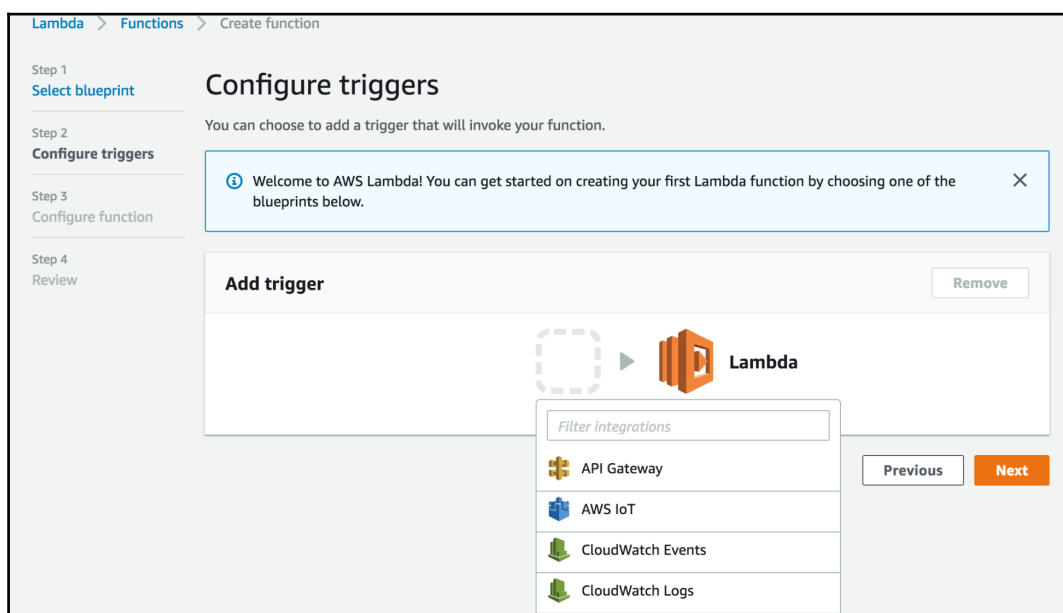 Lambda > Functions > Create function
Step 1
Select blueprint
Step 2
Configure triggers
Step 3
Configure function
Step 4
Review
Configure triggers
You can choose to add a trigger that will invoke your function.
Welcome to AWS Lambda! You can get started on creating your first Lambda function by choosing one of the
blueprints below.
Add trigger
Remove
Lambda
Filter integrations
API Gateway
AWS IoT
CloudWatch Events
CloudWatch Logs
Previous
Next